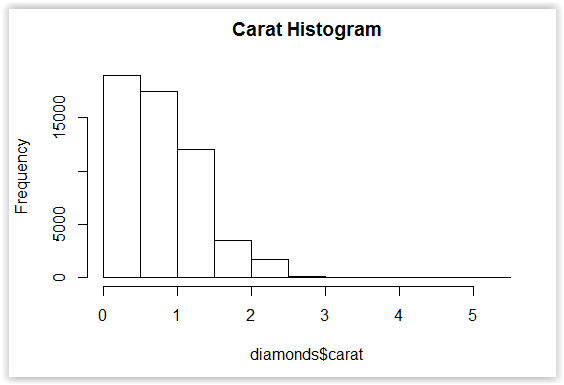 Carat Histogram
Frequency
15000
5000
0
0 1 2 3 4 5
diamonds$carat